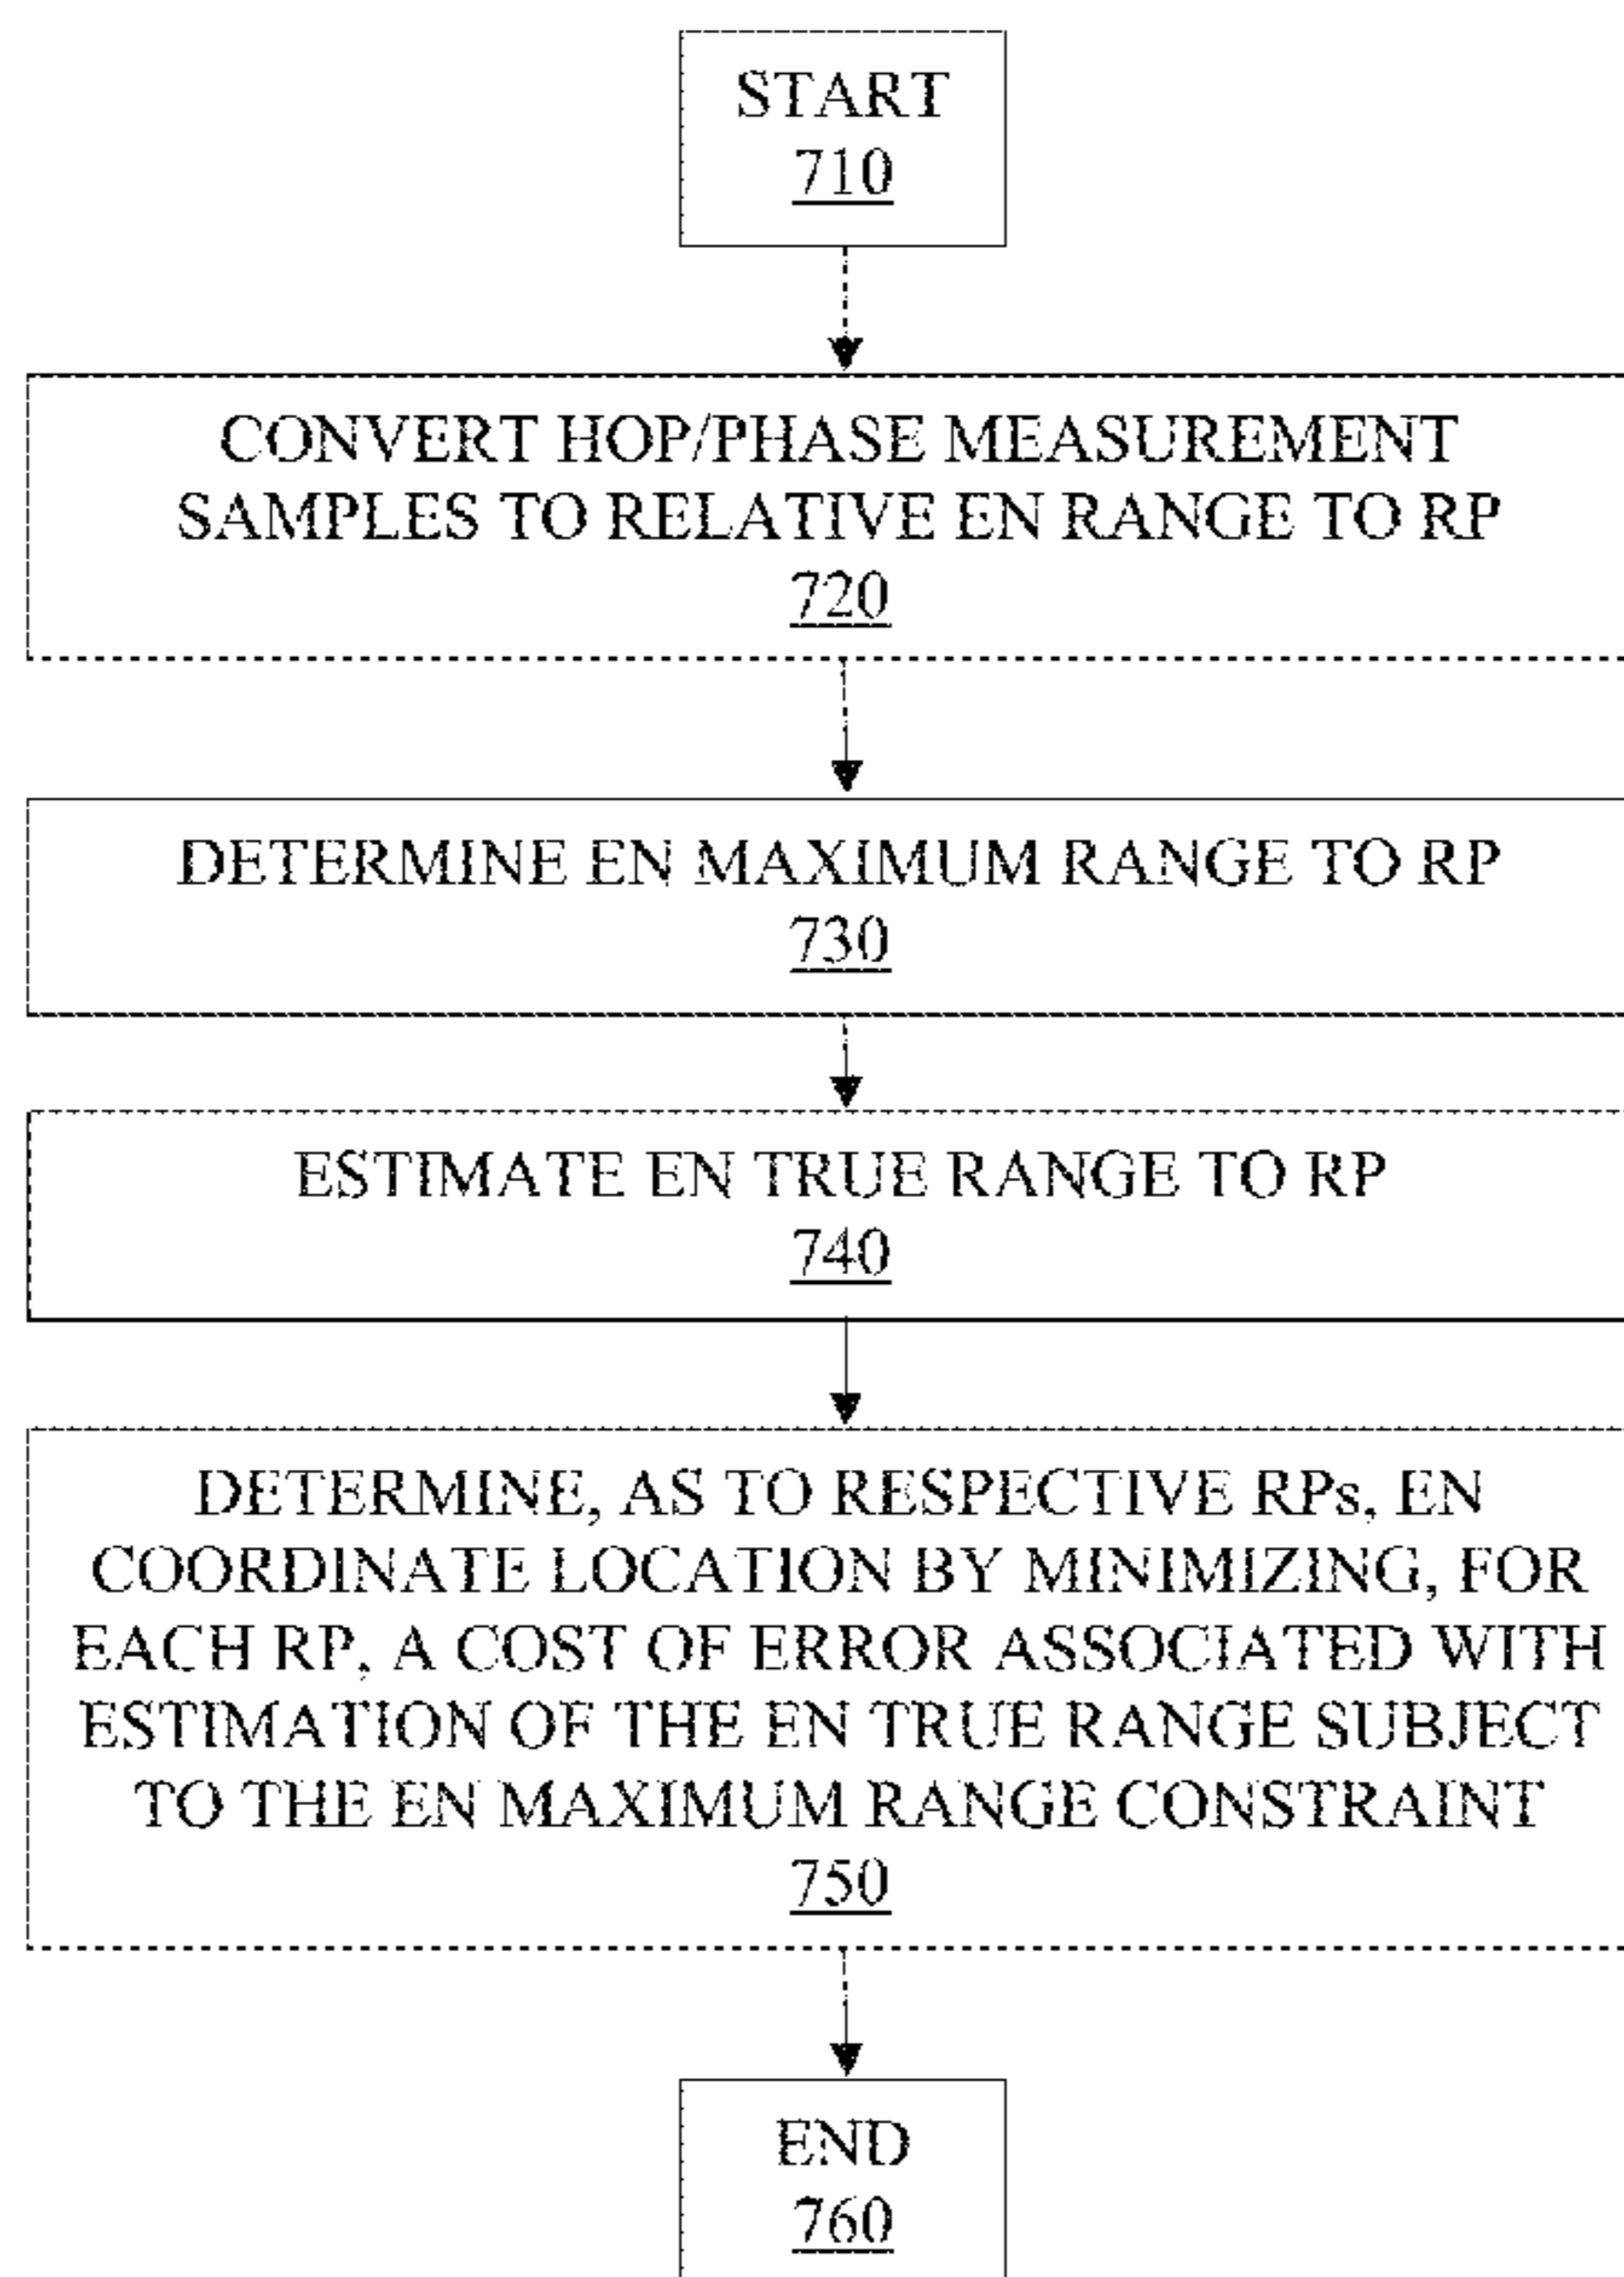 START
710
CONVERT HOP/PHASE MEASUREMENT
SAMPLES TO RELATIVE EN RANGE TO RP
720
DETERMINE EN MAXIMUM RANGE TO RP
730
ESTIMATE EN TRUE RANGE TO RP
740
DETERMINE, AS TO RESPECTIVE RPs, EN
COORDINATE LOCATION BY MINIMIZING, FOR
EACH RP, A COST OF ERROR ASSOCIATED WITH
ESTIMATION OF THE EN TRUE RANGE SUBJECT
TO THE EN MAXIMUM RANGE CONSTRAINT
750
END
760